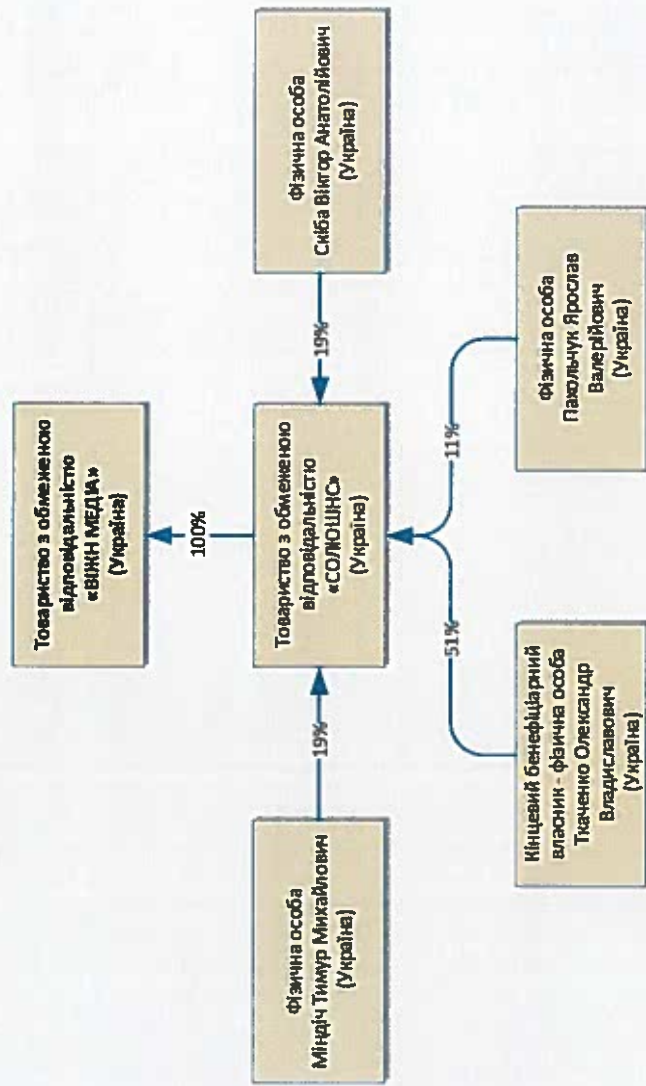 Товариство з обмеженою
відповідальністю
«ВІЖН МЕДІА»
(Україна)
100%
фізична особа
Міндіч Тимур Михайлович
(Україна)
19%
Товариство з обмеженою
відповідальністю
«СОЛЮШНС»
(Україна)
19%
фізична особа
Скіба Віктор Анатолійович
(Україна)
51%
11%
Кінцевий бенефіціарний
власник - фізична особа
Ткаченко Олександр
Владиславович
(Україна)
фізична особа
Пахольчук Ярослав
Валерійович
(Україна)